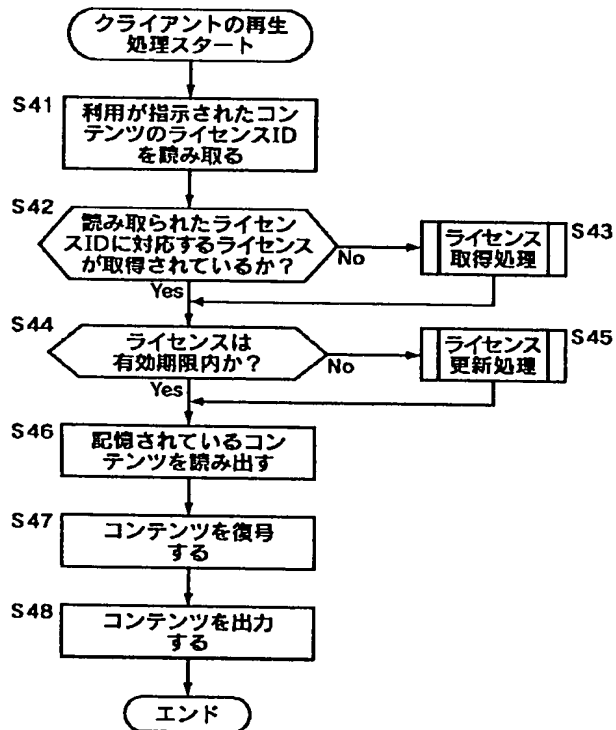 クライアントの再生
処理スタート
S41
利用が指示されたコン
テンツのライセンスID
を読み取る
S42
読み取られたライセン
スIDに対応するライセンス
が取得されているか？
No
Yes
S43
ライセンス
取得処理
S44
ライセンスは
有効期限内か？
No
Yes
S45
ライセンス
更新処理
S46
記憶されているコン
テンツを読み出す
S47
コンテンツを復号
する
S48
コンテンツを出力
する
エンド